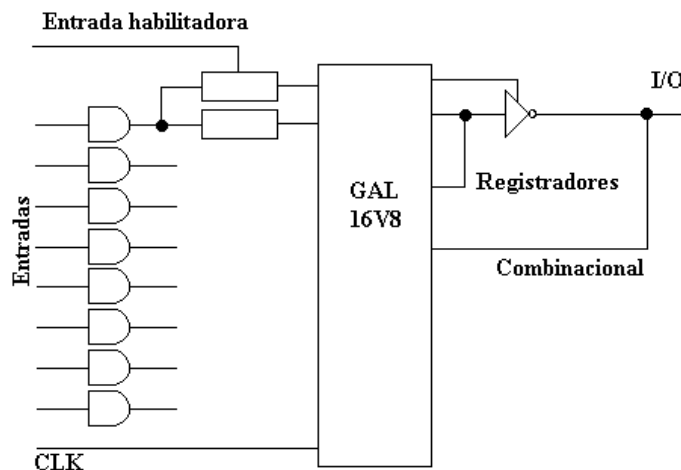 Entrada habilitadora
I/O
Entradas
GAL
16V8
Registradores
Combinacional
CLK